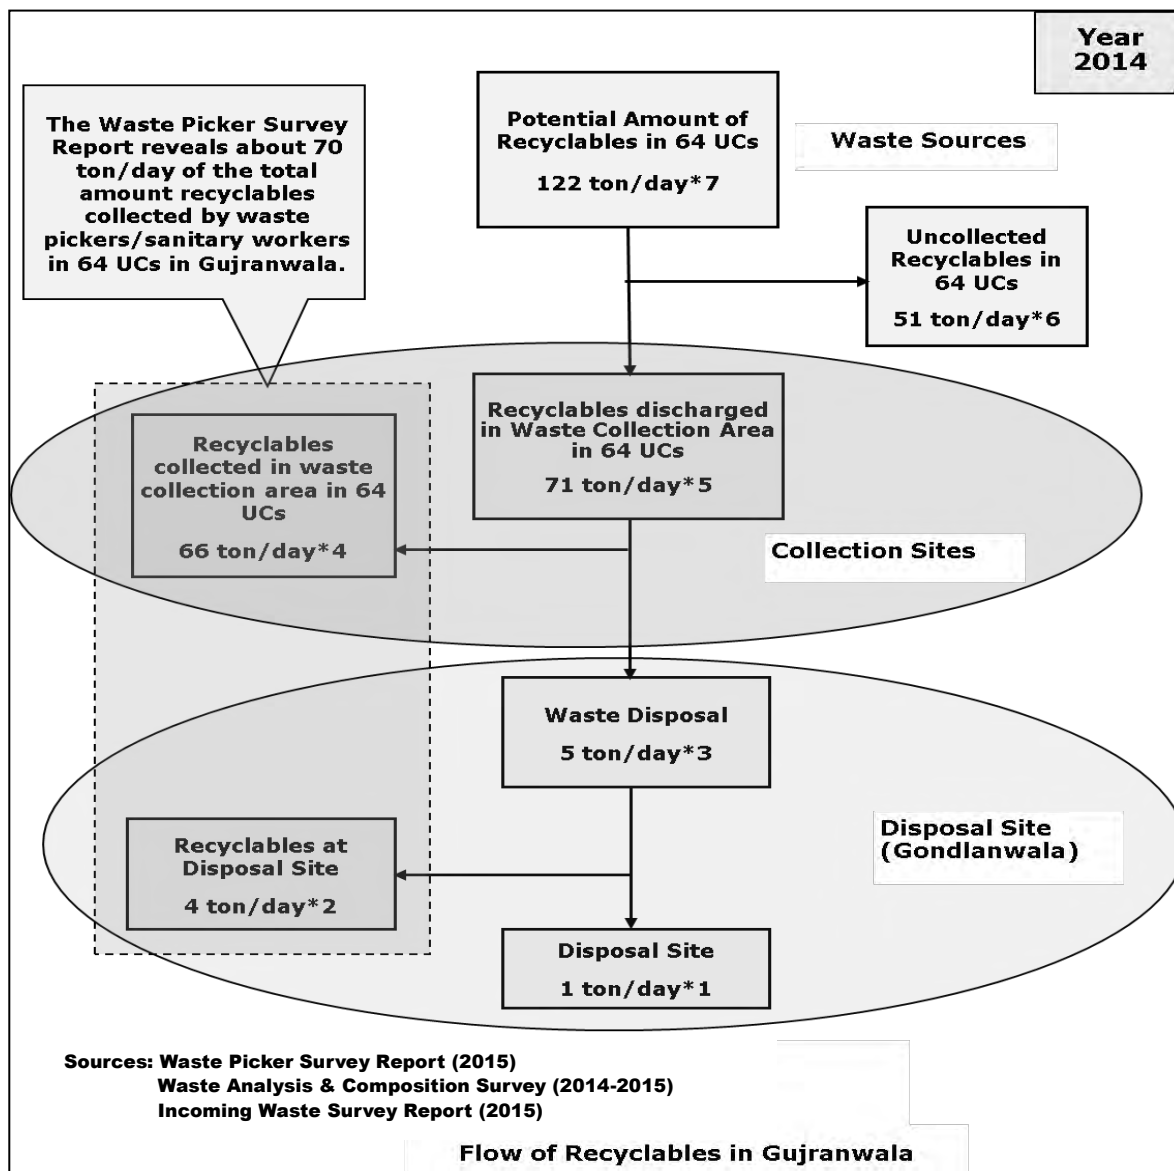 Year
2014
The Waste Picker Survey
Report reveals about 70
ton/day of the total
amount recyclables
collected by waste
pickers/sanitary workers
in 64 UCs in Gujranwala.
Potential Amount of
Recyclables in 64 UCs
122 ton/day*7
Waste Sources
Uncollected
Recyclables in
64 UCs
51 ton/day*6
Recyclables discharged
in Waste Collection Area
in 64 UCs
71 ton/day*5
Recyclables
collected in waste
collection area in 64
UCs
66 ton/day*4
Collection Sites
Waste Disposal
5 ton/day*3
Disposal Site
(Gondlanwala)
Recyclables at
Disposal Site
4 ton/day*2
Disposal Site
1 ton/day*1
Sources: Waste Picker Survey Report (2015)
Waste Analysis & Composition Survey (2014-2015)
Incoming Waste Survey Report (2015)
Flow of Recyclables in Gujranwala